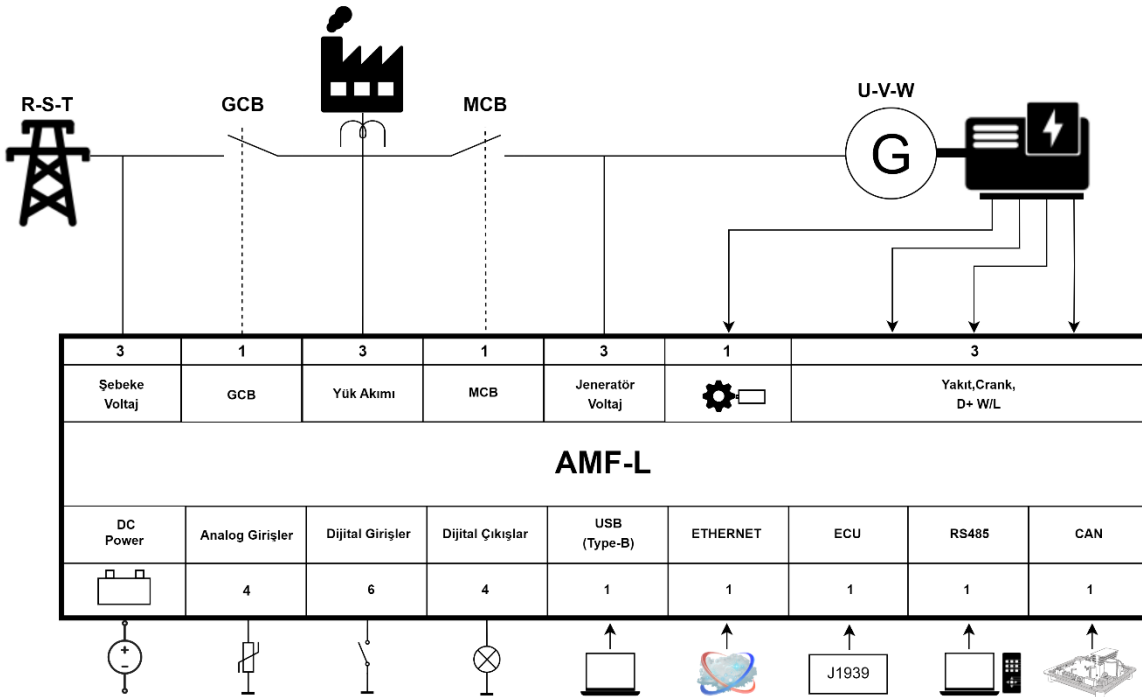 R-S-T
GCB
MCB
U-V-W
G
3
1
3
1
3
1
3
Şebeke
Voltaj
GCB
Yük Akımı
MCB
Jeneratör
Voltaj
Yakıt,Crank,
D+ W/L
AMF-L
DC
Power
Analog Girişler
Dijital Girişler
Dijital Çıkışlar
USB
(Type-B)
ETHERNET
ECU
RS485
CAN
4
6
4
1
1
1
1
1
J1939